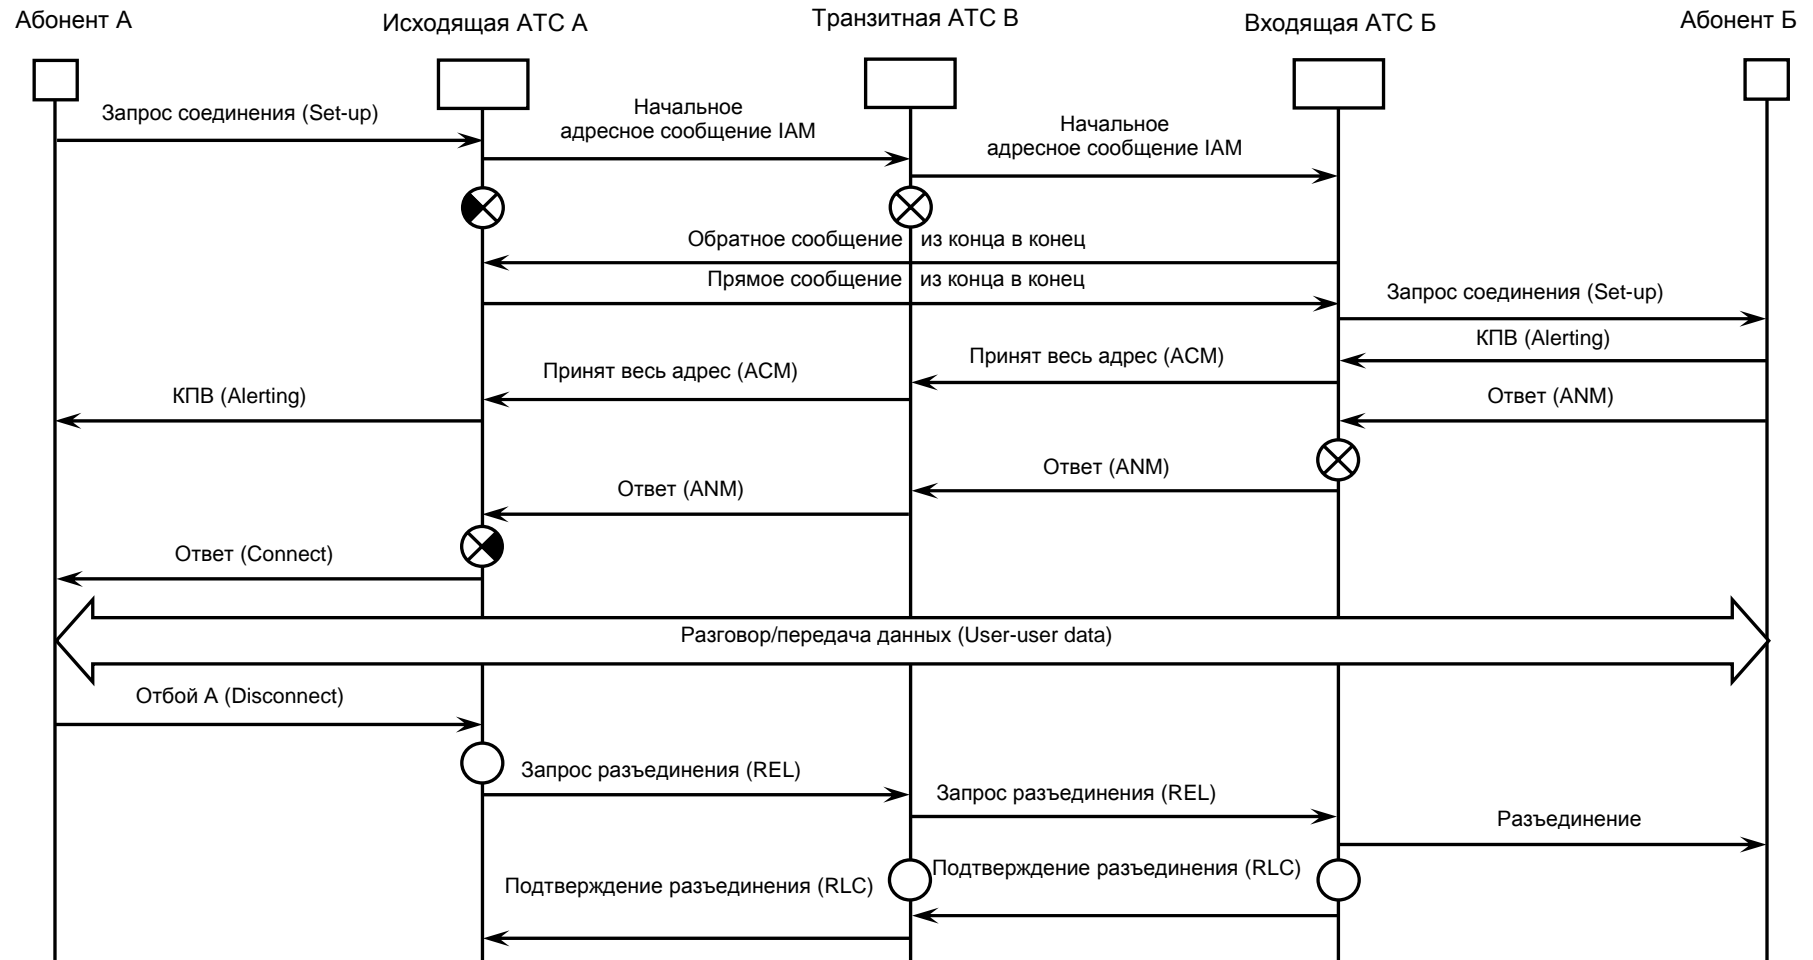 Абонент А
Исходящая АТС А
Транзитная АТС В
Входящая АТС Б
Абонент Б
Запрос соединения (Set-up)
Начальное
адресное сообщение IAM
Начальное
адресное сообщение IAM
Обратное сообщение из конца в конец
Прямое сообщение из конца в конец
Запрос соединения (Set-up)
КПВ (Alerting)
Принят весь адрес (ACM)
Принят весь адрес (ACM)
КПВ (Alerting)
Ответ (ANM)
Ответ (ANM)
Ответ (ANM)
Ответ (Connect)
Разговор/передача данных (User-user data)
Отбой А (Disconnect)
Запрос разъединения (REL)
Запрос разъединения (REL)
Разъединение
Подтверждение разъединения (RLC)
Подтверждение разъединения (RLC)